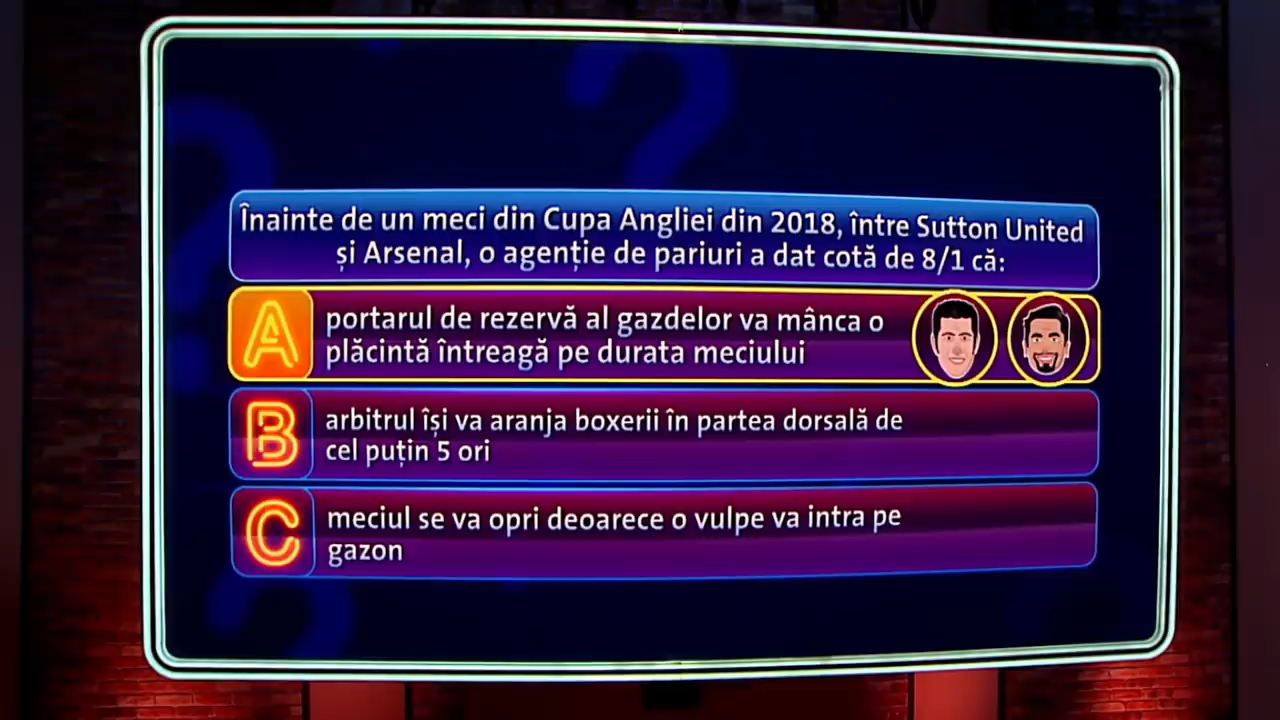 Înainte de un meci din Cupa Angliei din 2018, între Sutton United
și Arsenal, o agenție de pariuri a dat cotă de 8/1 că:
A
portarul de rezervă al gazdelor va mânca o
plăcintă întreagă pe durata meciului
B
arbitrul își va aranja boxerii în partea dorsală de
cel puțin 5 ori
C
meciul se va opri deoarece o vulpe va intra pe
gazon